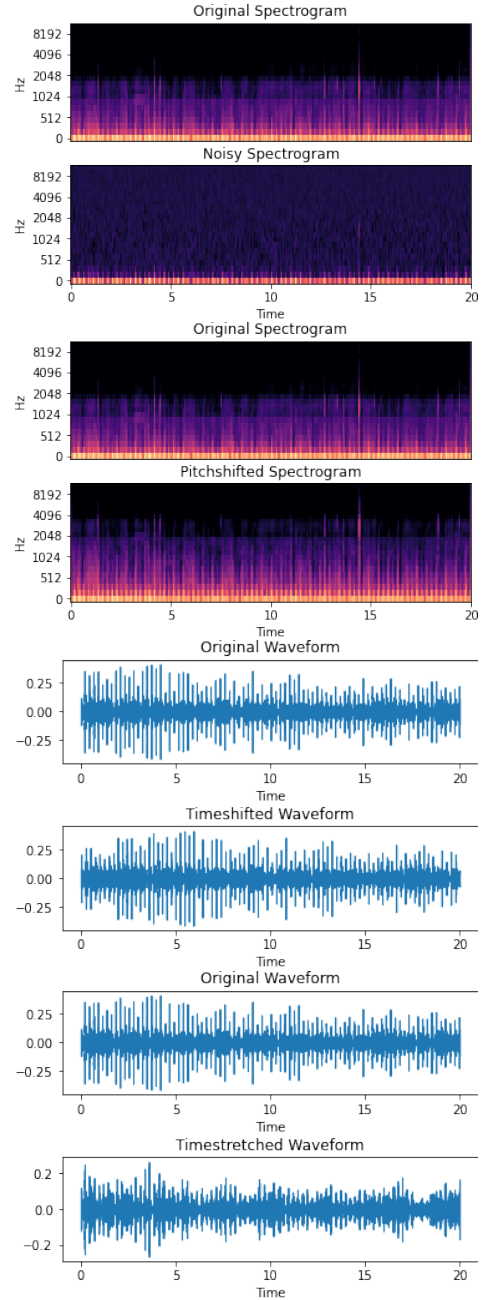 Original Spectrogram
8192
4096
2048
1024
512
0
Hz
Noisy Spectrogram
8192
4096
2048
1024
512
0
Hz
0 5 10 15 20
Time
Original Spectrogram
8192
4096
2048
1024
512
0
Hz
Pitchshifted Spectrogram
8192
4096
2048
1024
512
0
Hz
0 5 10 15 20
Time
Original Waveform
0.25
0.00
−0.25
0 5 10 15 20
Time
Timeshifted Waveform
0.25
0.00
−0.25
0 5 10 15 20
Time
Original Waveform
0.25
0.00
−0.25
0 5 10 15 20
Time
Timestretched Waveform
0.2
0.0
−0.2
0 5 10 15 20
Time